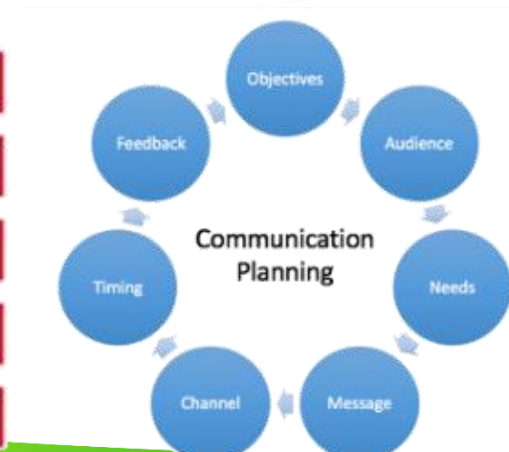 Objectives
Audience
Needs
Message
Channel
Timing
Feedback
Communication
Planning